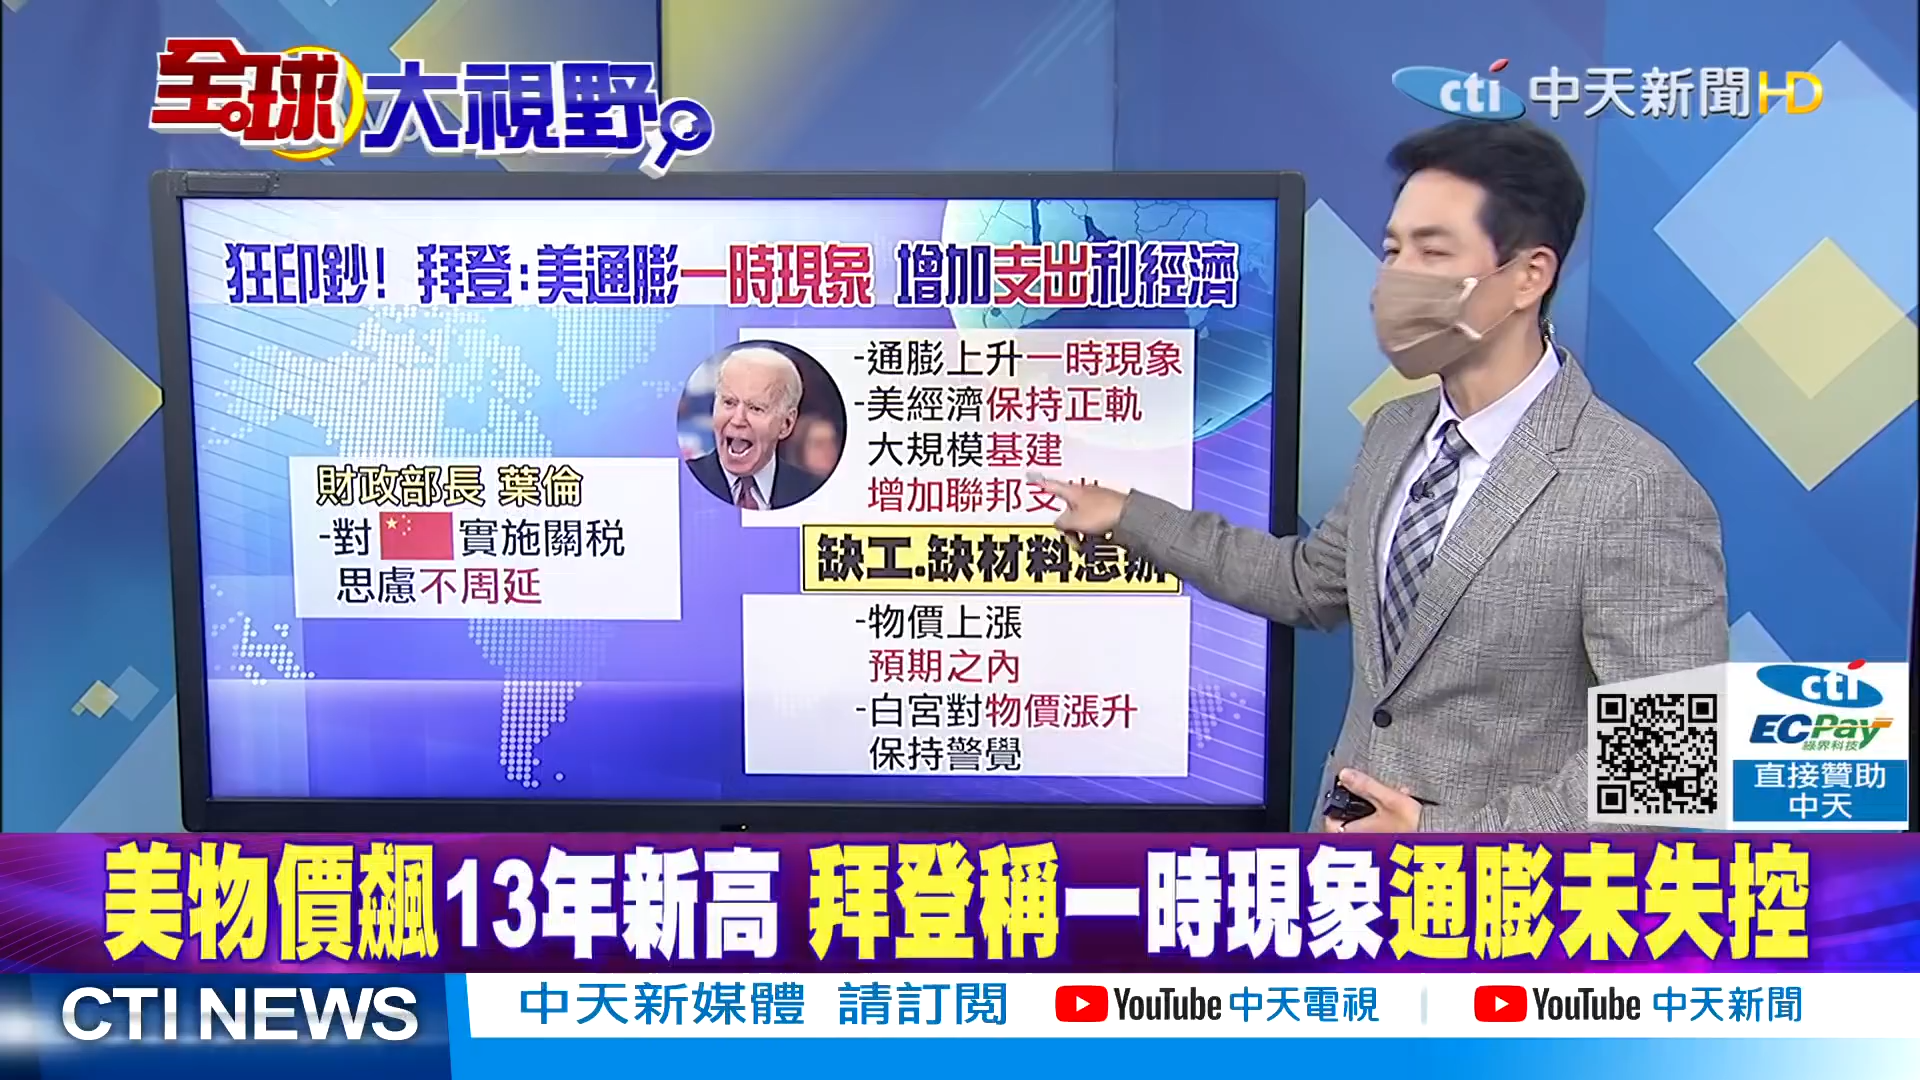 全球大視野
cti 中天新聞HD
狂印鈔! 拜登:美通膨一時現象 增加支出利經濟
-通膨上升一時現象
-美經濟保持正軌
大規模基建
增加聯邦支出
財政部長 葉倫
-對 實施關稅
思慮不周延
缺工.缺材料怎辦
-物價上漲
預期之內
-白宮對物價漲升
保持警覺
cti
ECPay
綠界科技
直接贊助
中天
美物價飆13年新高 拜登稱一時現象通膨未失控
CTI NEWS
中天新媒體 請訂閱 YouTube 中天電視 | YouTube 中天新聞